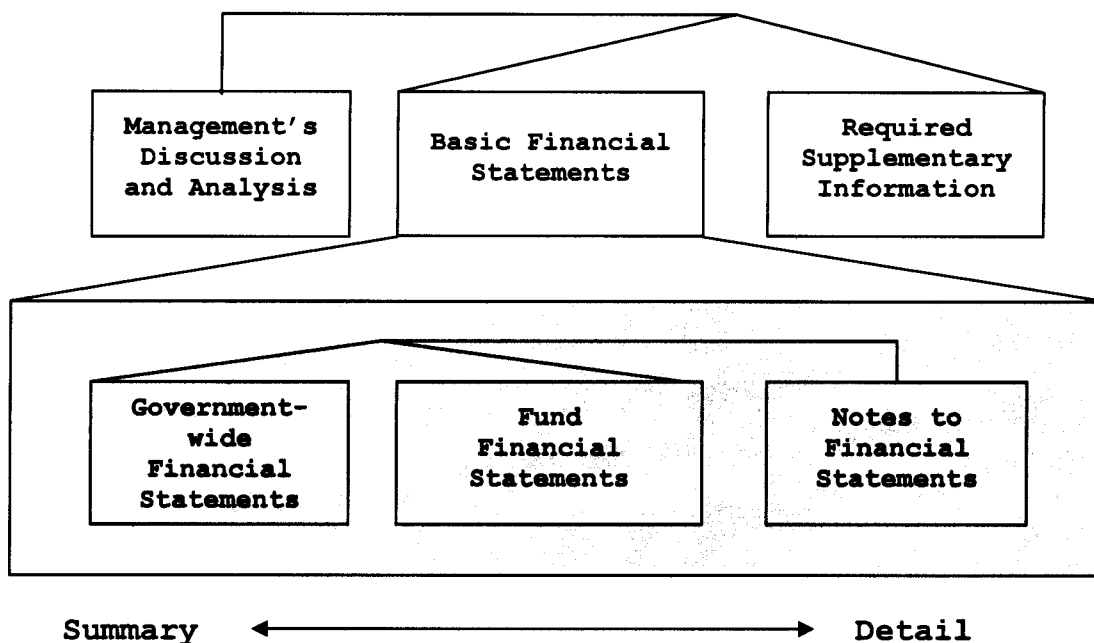 Management's
Discussion
and Analysis
Basic Financial
Statements
Required
Supplementary
Information
Government-
wide
Financial
Statements
Fund
Financial
Statements
Notes to
Financial
Statements
Summary
Detail